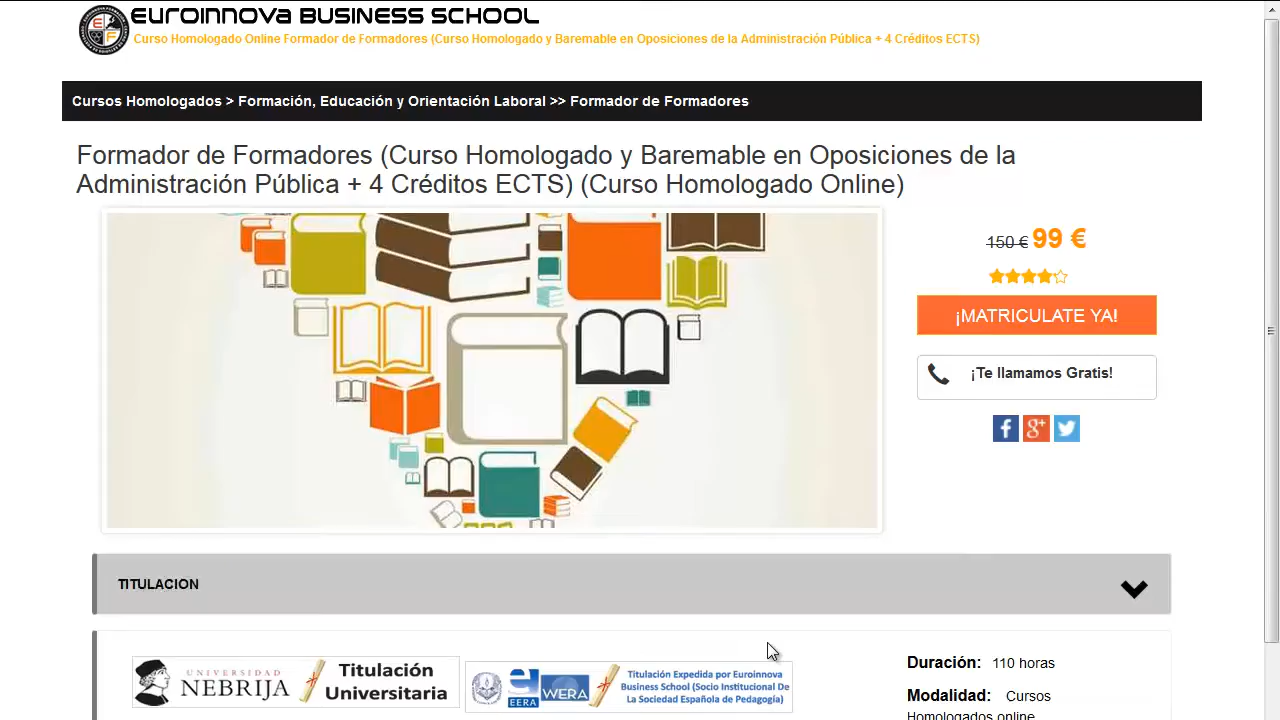 EUROINNOVA BUSINESS SCHOOL
Curso Homologado Online Formador de Formadores (Curso Homologado y Baremable en Oposiciones de la Administración Pública + 4 Créditos ECTS)
Cursos Homologados > Formación, Educación y Orientación Laboral >> Formador de Formadores
Formador de Formadores (Curso Homologado y Baremable en Oposiciones de la
Administración Pública + 4 Créditos ECTS) (Curso Homologado Online)
150 € 99 €
¡MATRICULATE YA!
¡Te llamamos Gratis!
TITULACION
UNIVERSIDAD
NEBRIJA
Titulación
Universitaria
EERA
WERA
Titulación Expedida por Euroinnova
Business School (Socio Institucional De
La Sociedad Española de Pedagogía)
Duración: 110 horas
Modalidad: Cursos
Homologados online